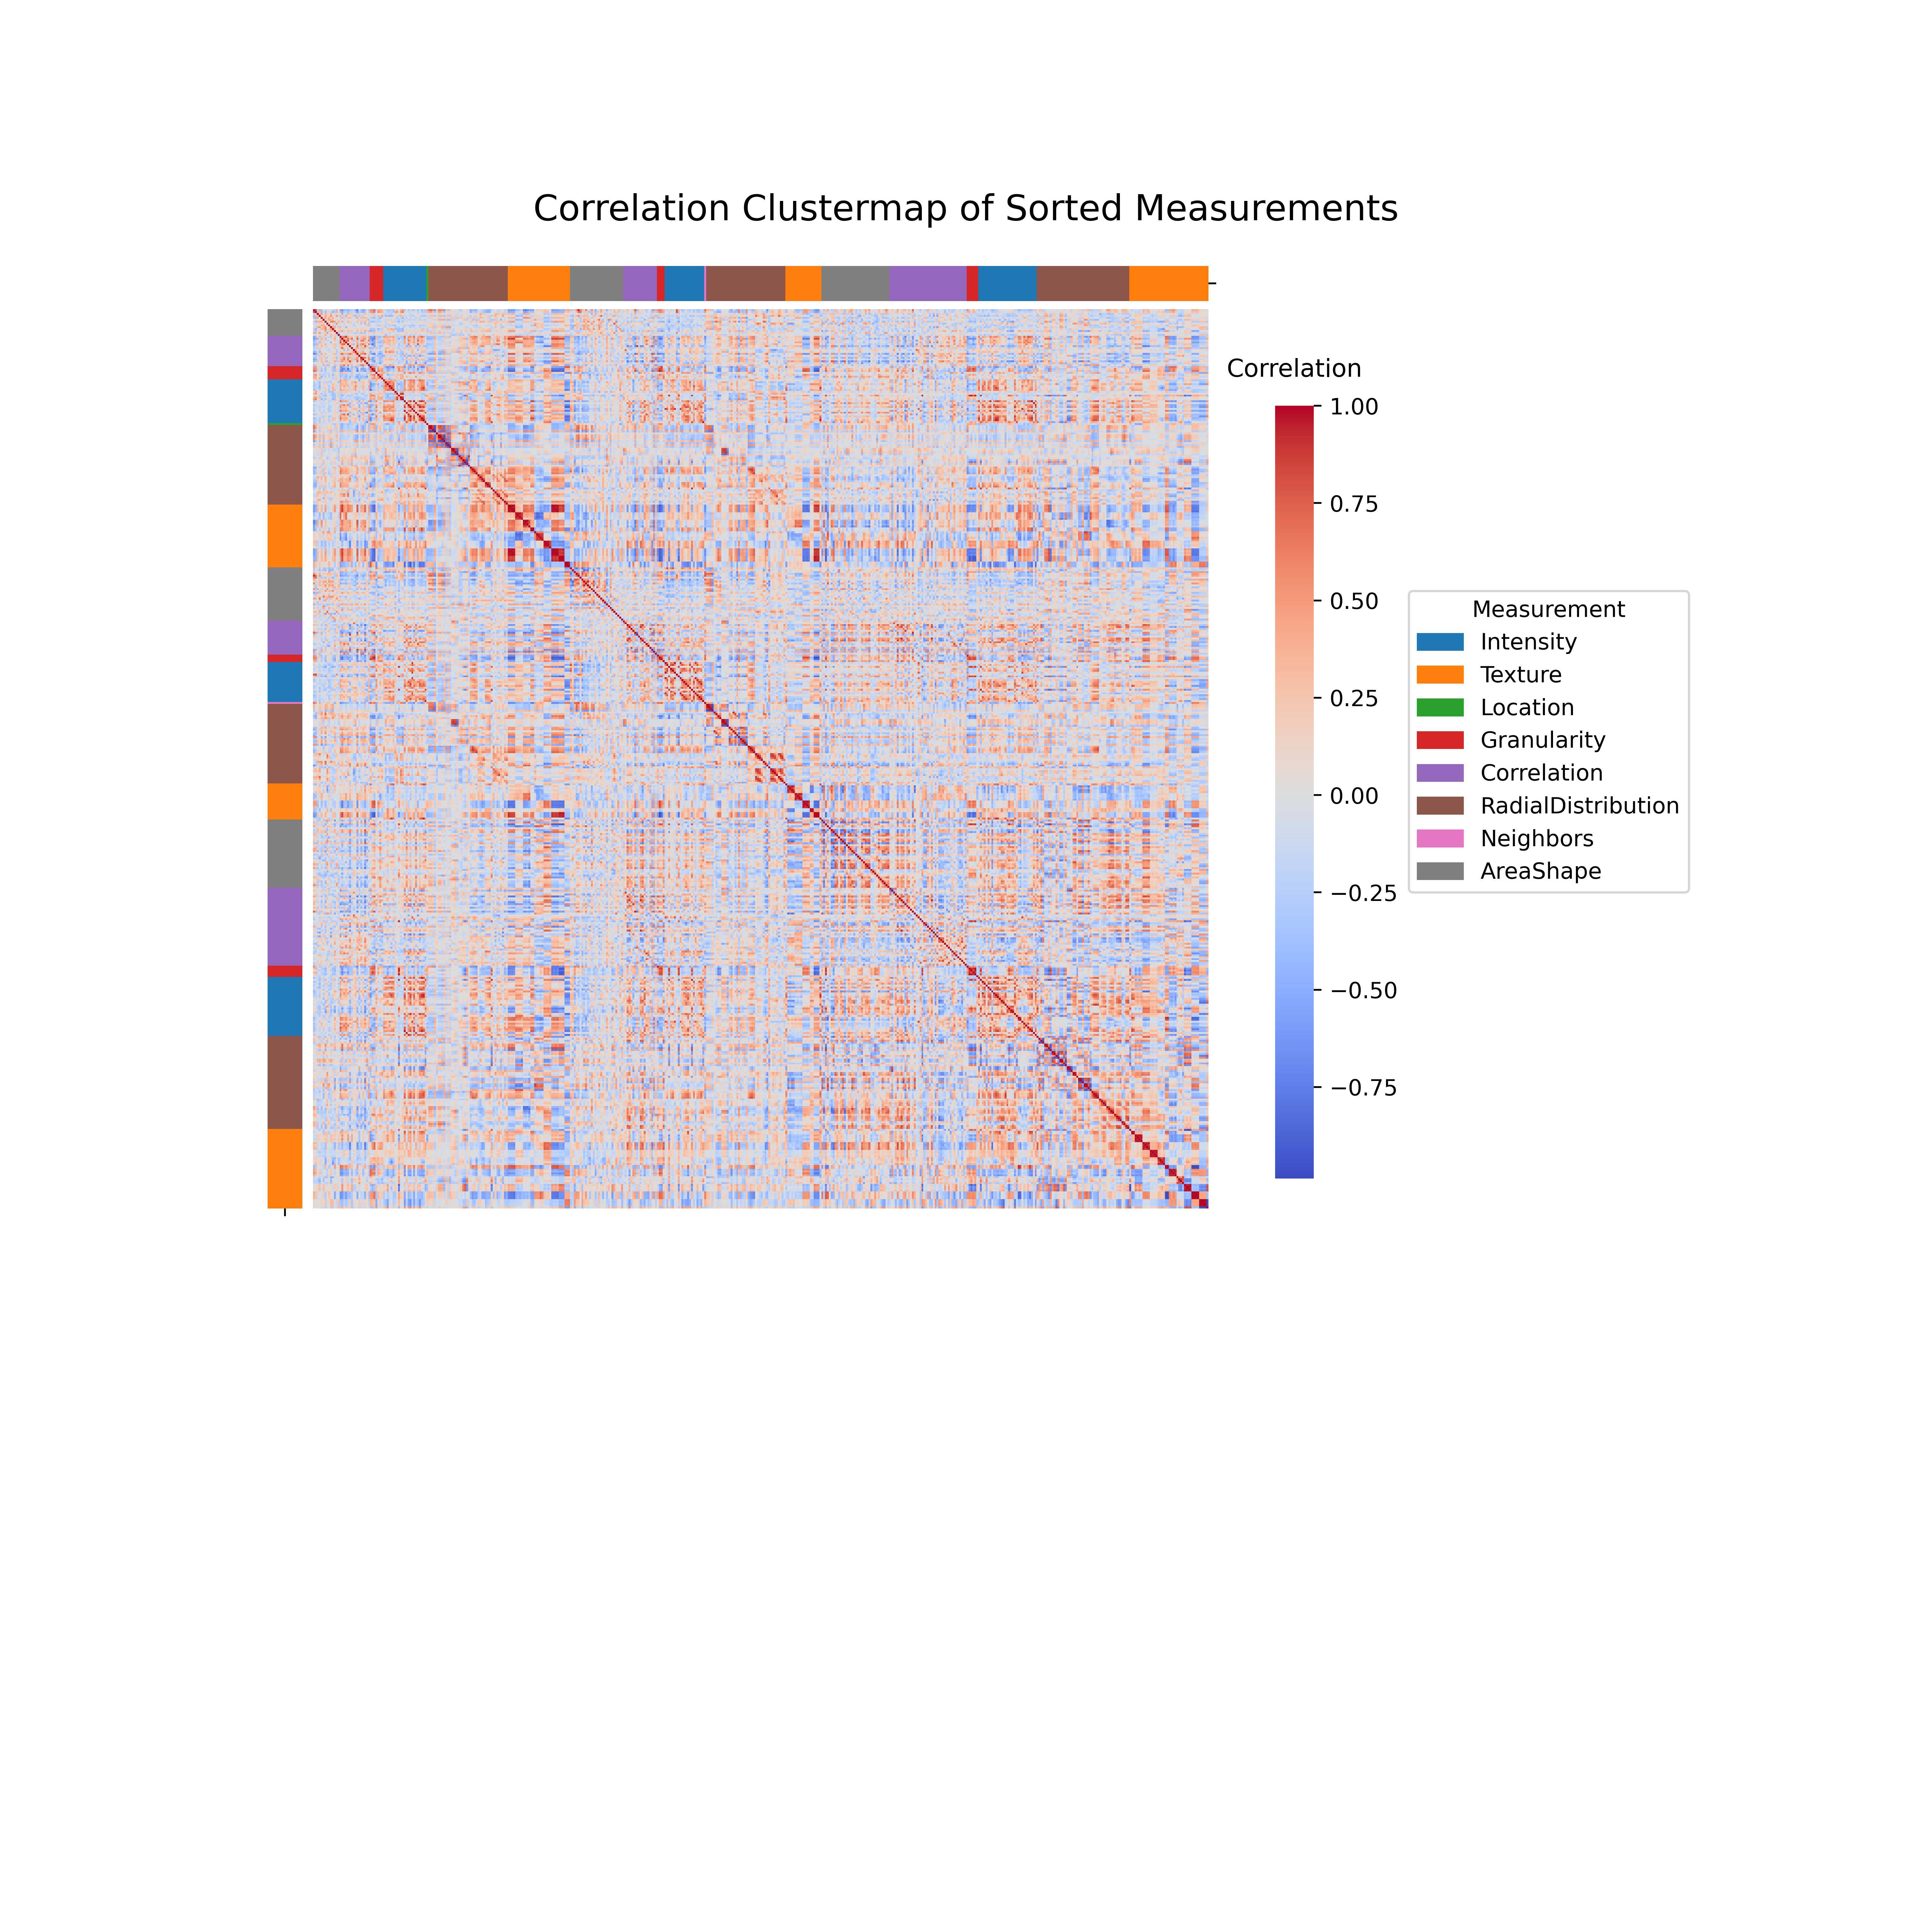 Correlation Clustermap of Sorted Measurements
Correlation
1.00
0.75
0.50
0.25
0.00
−0.25
−0.50
−0.75
Measurement
Intensity
Texture
Location
Granularity
Correlation
RadialDistribution
Neighbors
AreaShape